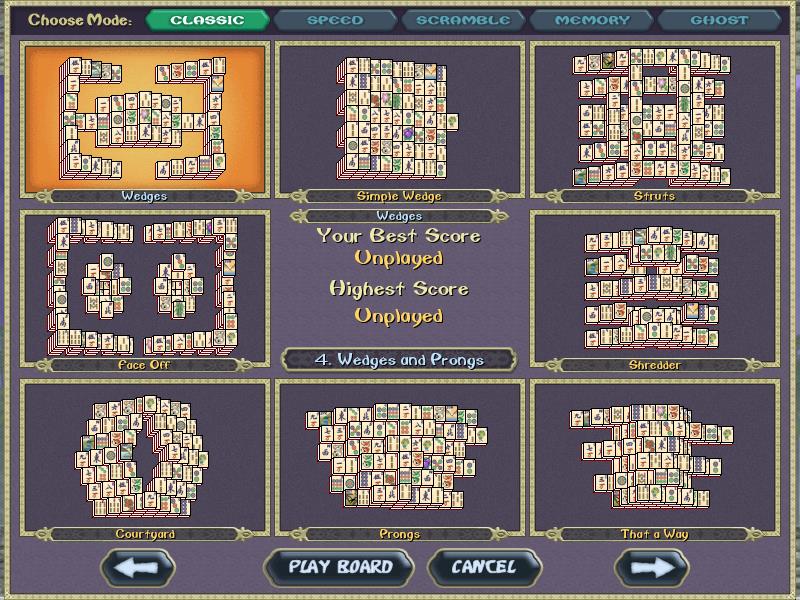 Choose Mode: CLASSIC SPEED SCRAMBLE MEMORY GHOST
Wedges Simple Wedge Struts
Wedges
Your Best Score
Unplayed
Highest Score
Unplayed
4. Wedges and Prongs
Face Off Shredder
Courtyard Prongs That a Way
PLAY BOARD CANCEL